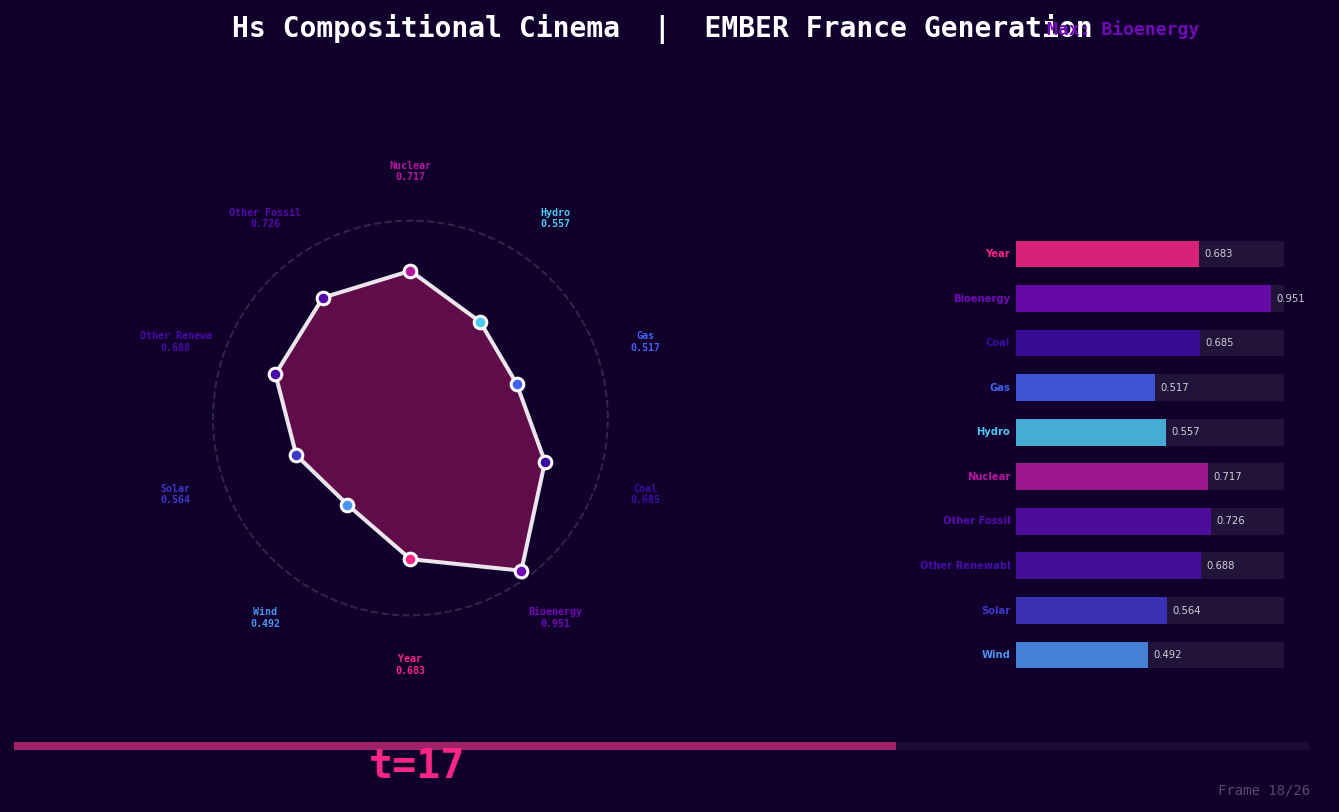 Hs Compositional Cinema | EMBER France Generation
Max: Bioenergy
Nuclear
0.717
Other Fossil
0.726
Hydro
0.557
Other Renewa
0.688
Gas
0.517
Solar
0.564
Coal
0.685
Wind
0.492
Bioenergy
0.951
Year
0.683
Year 0.683
Bioenergy 0.951
Coal 0.685
Gas 0.517
Hydro 0.557
Nuclear 0.717
Other Fossil 0.726
Other Renewabl 0.688
Solar 0.564
Wind 0.492
t=17
Frame 18/26